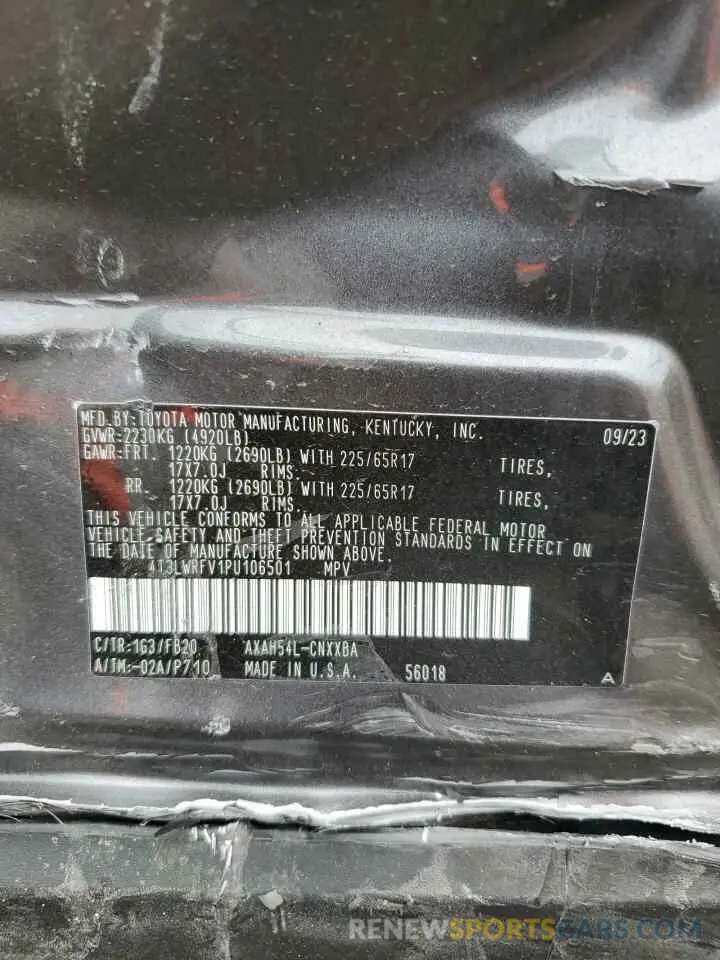 MFD.BY:TOYOTA MOTOR MANUFACTURING, KENTUCKY, INC. 09/23
GVWR:2230KG (4920LB)
GAWR:FRT. 1220KG (2690LB) WITH 225/65R17 TIRES,
17X7.0J RIMS.
RR 1220KG (2690LB) WITH 225/65R17 TIRES,
17X7.0J RIMS.
THIS VEHICLE CONFORMS TO ALL APPLICABLE FEDERAL MOTOR
VEHICLE SAFETY AND THEFT PREVENTION STANDARDS IN EFFECT ON
THE DATE OF MANUFACTURE SHOWN ABOVE.
4T3LWRFV1PU106501 MPV
C/TR:1G3/FB20 AXAH54L-CNXXBA
A/TM:-02A/P710 MADE IN U.S.A. 56018 A
RENEWSPORTSCARS.COM